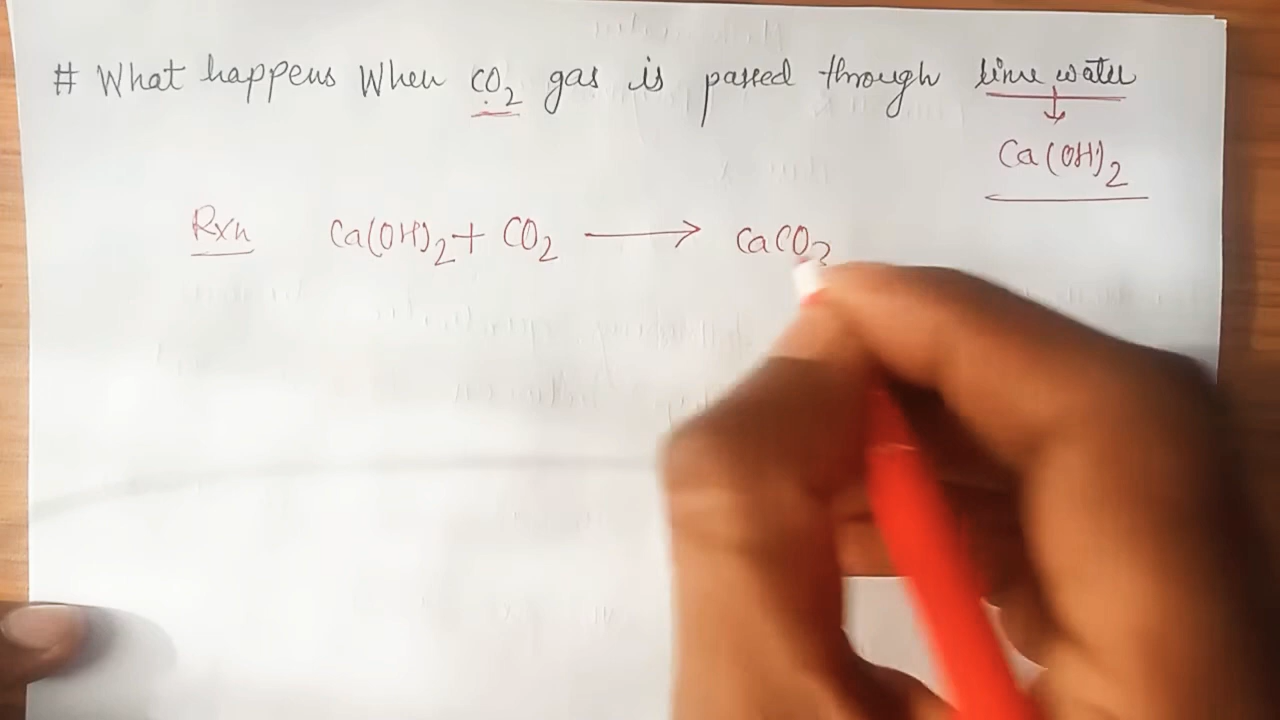 # What happens When CO₂ gas is passed through lime water
↓
Ca(OH)₂
Rxn Ca(OH)₂ + CO₂ → CaCO₃